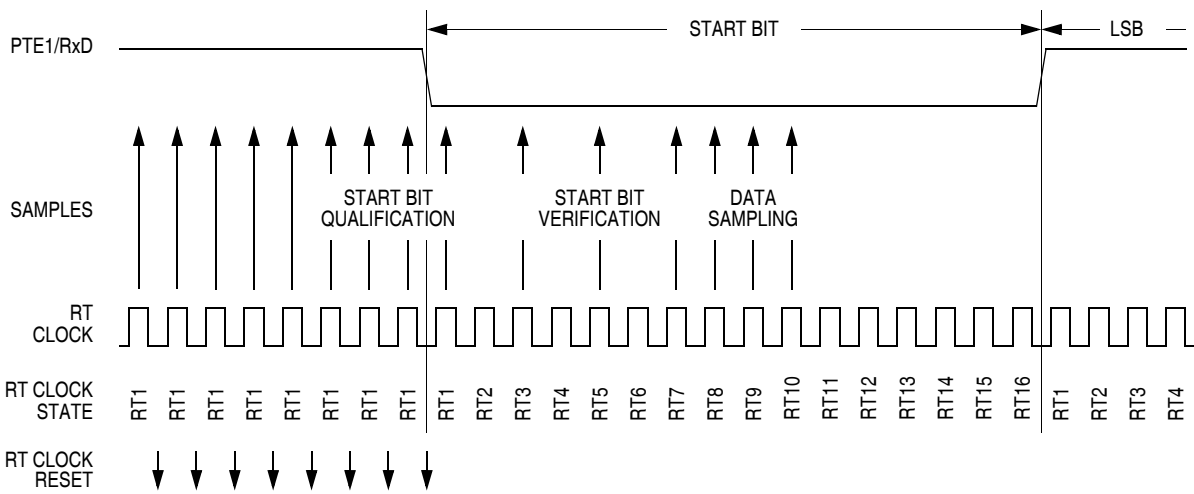 START BIT
LSB
PTE1/RxD
START BIT
QUALIFICATION
START BIT
VERIFICATION
DATA
SAMPLING
SAMPLES
RT
CLOCK
RT CLOCK
STATE
RT1 RT1 RT1 RT1 RT1 RT1 RT1 RT1 RT1 RT2 RT3 RT4 RT5 RT6 RT7 RT8 RT9 RT10 RT11 RT12 RT13 RT14 RT15 RT16 RT1 RT2 RT3 RT4
RT CLOCK
RESET